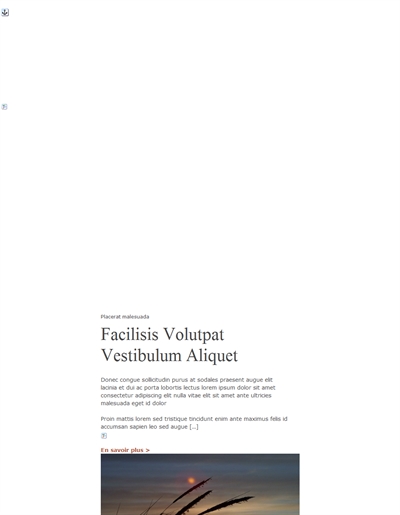 Placerat malesuada
Facilisis Volutpat
Vestibulum Aliquet
Donec congue sollicitudin purus at sodales praesent augue elit
lacinia et dui ac porta lobortis lectus lorem ipsum dolor sit amet
consectetur adipiscing elit nulla vitae elit sit amet ante ultricies
malesuada eget id dolor
Proin mattis lorem sed tristique tincidunt enim ante maximus felis id
accumsan sapien leo sed augue [...]
En savoir plus >